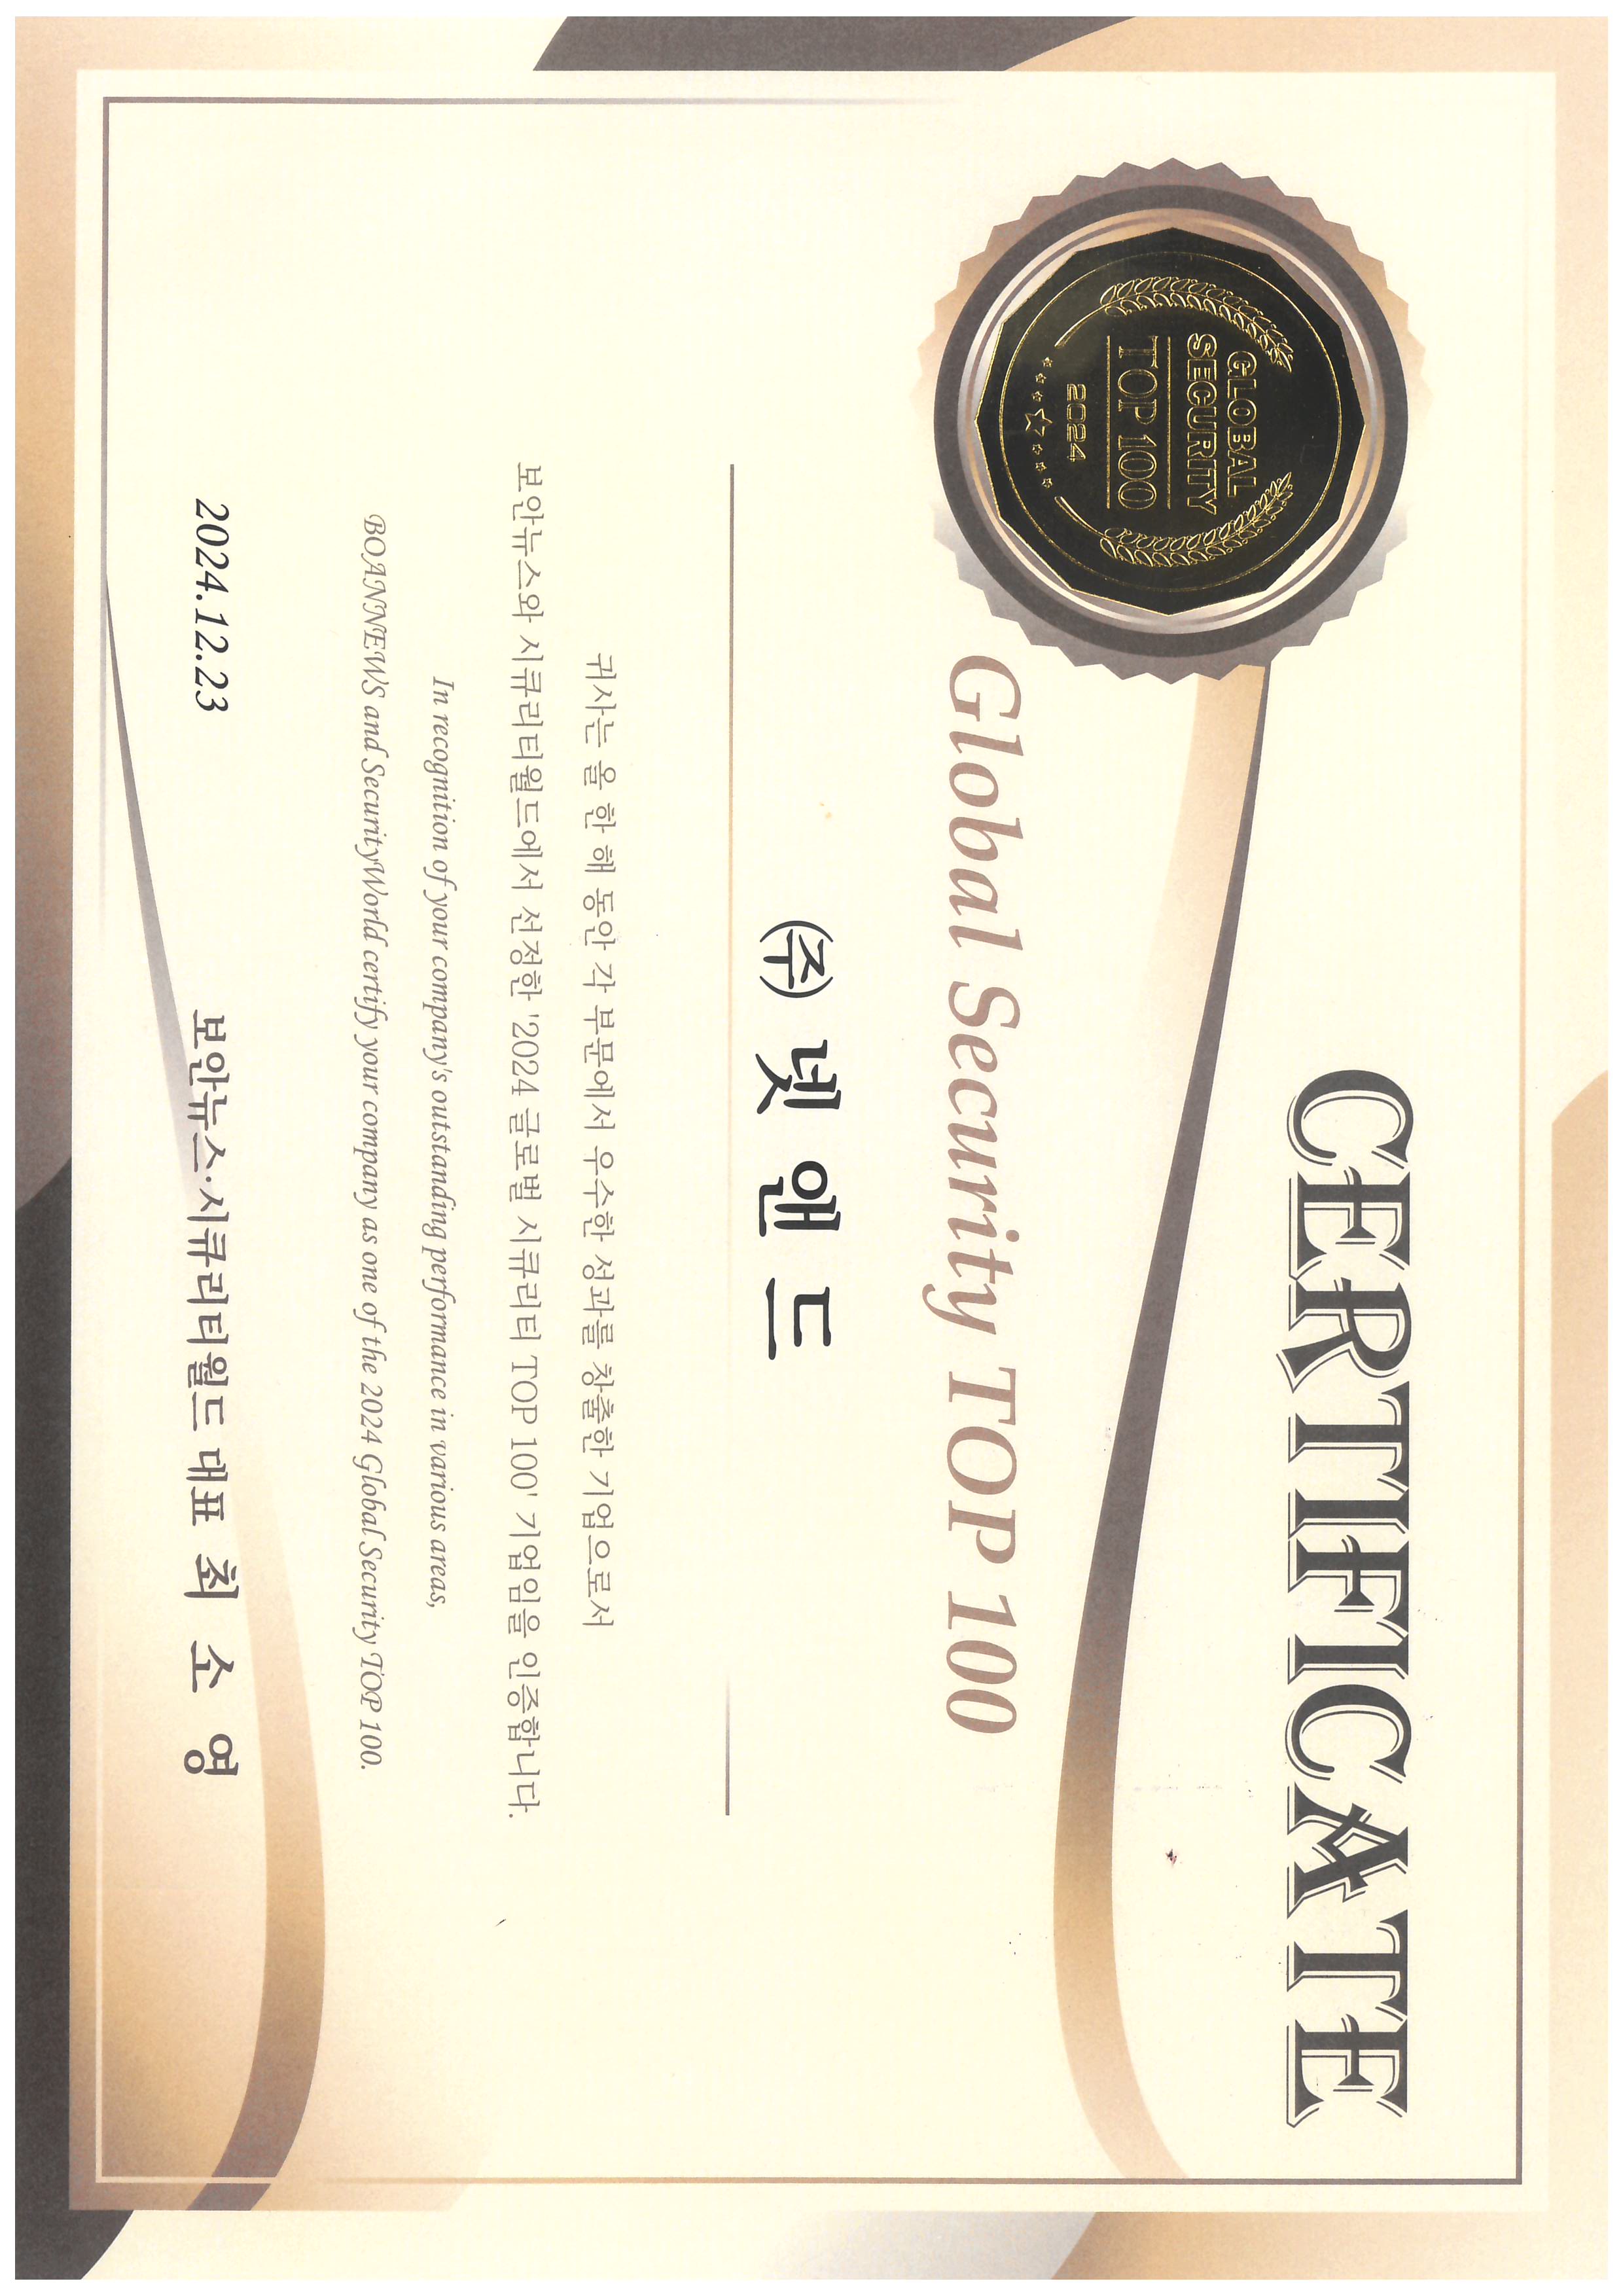 CERTIFICATE
GLOBAL
SECURITY
TOP 100
2024
Global Security TOP 100
㈜ 넷 앤 드
귀사는 올 한 해 동안 각 부문에서 우수한 성과를 창출한 기업으로서
보안뉴스와 시큐리티월드에서 선정한 '2024 글로벌 시큐리티 TOP 100' 기업임을 인증합니다.
In recognition of your company's outstanding performance in various areas,
BOANNEWS and SecurityWorld certify your company as one of the 2024 Global Security TOP 100.
2024.12.23
보안뉴스·시큐리티월드 대표 최 소 영